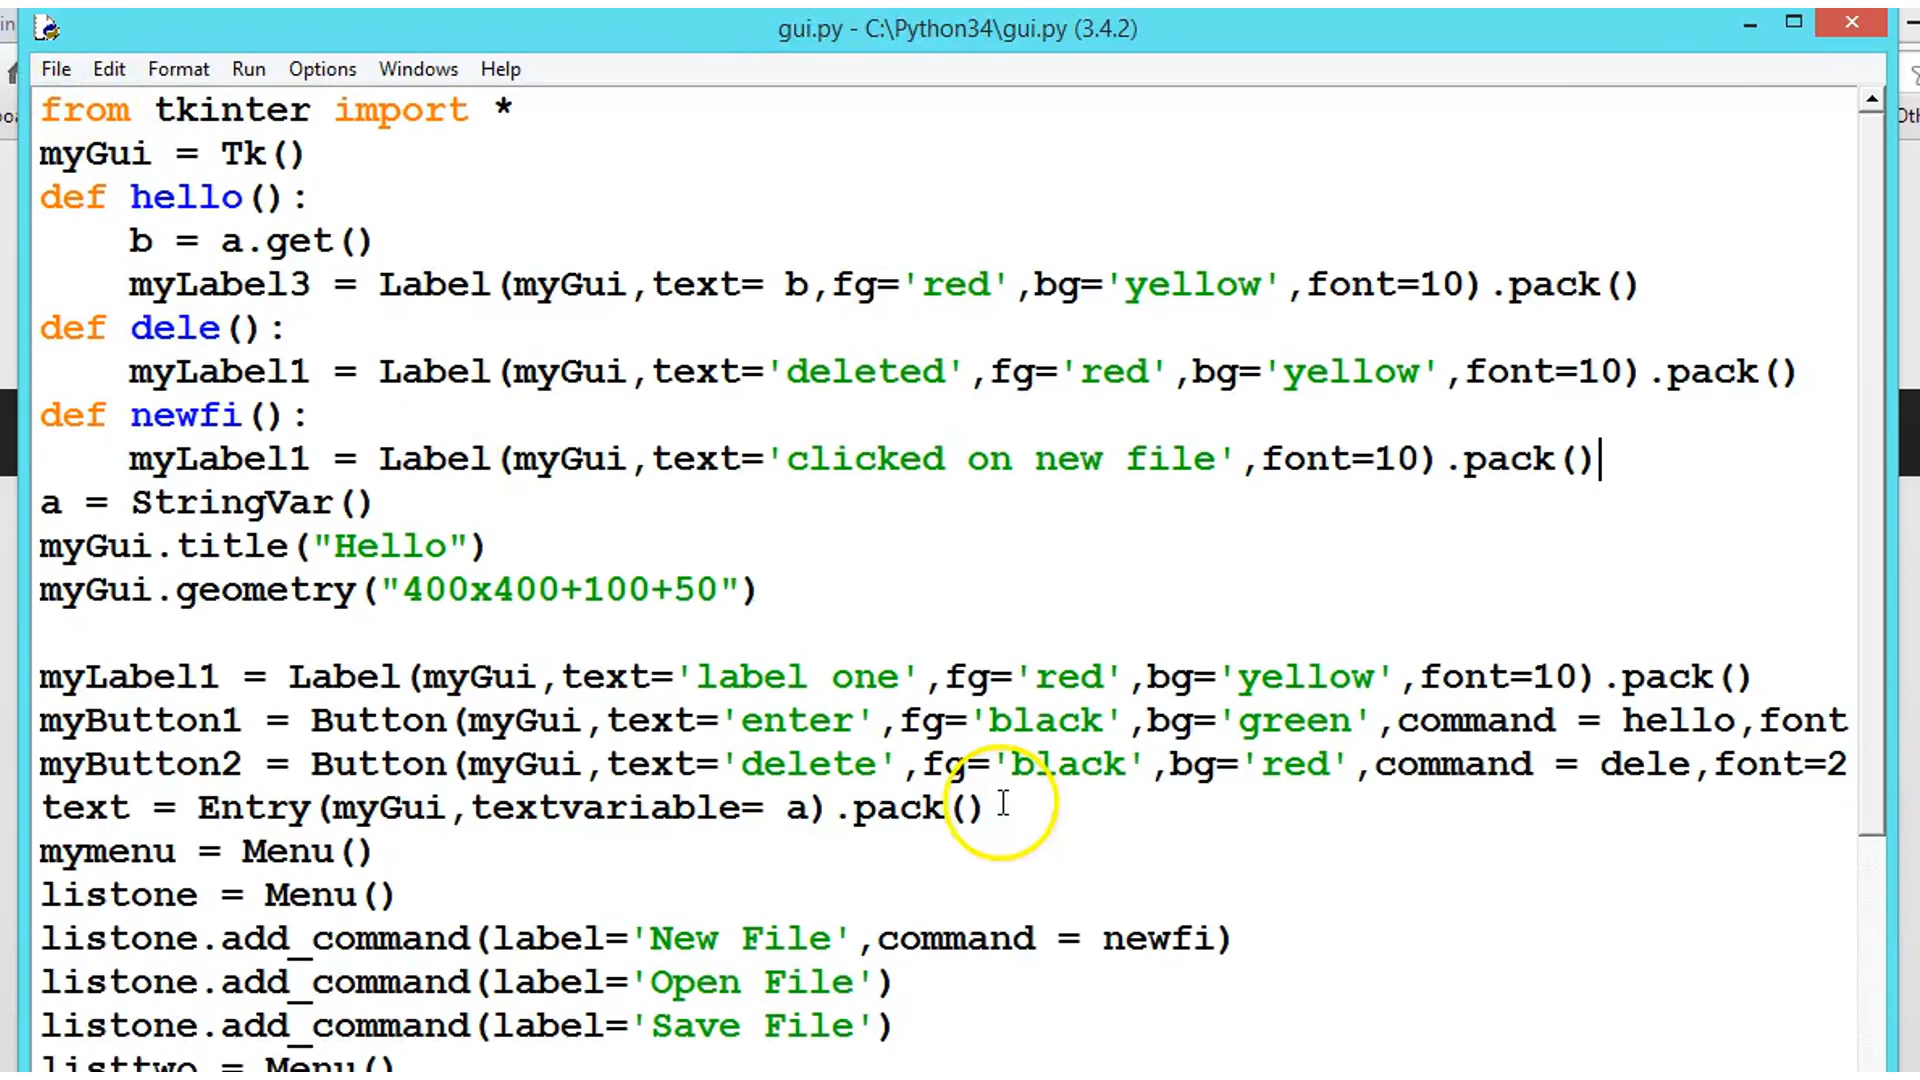 gui.py - C:\Python34\gui.py (3.4.2)
File Edit Format Run Options Windows Help
from tkinter import *
myGui = Tk()
def hello():
    b = a.get()
    myLabel3 = Label(myGui,text= b,fg='red',bg='yellow',font=10).pack()
def dele():
    myLabel1 = Label(myGui,text='deleted',fg='red',bg='yellow',font=10).pack()
def newfi():
    myLabel1 = Label(myGui,text='clicked on new file',font=10).pack()
a = StringVar()
myGui.title("Hello")
myGui.geometry("400x400+100+50")
myLabel1 = Label(myGui,text='label one',fg='red',bg='yellow',font=10).pack()
myButton1 = Button(myGui,text='enter',fg='black',bg='green',command = hello,font
myButton2 = Button(myGui,text='delete',fg='black',bg='red',command = dele,font=2
text = Entry(myGui,textvariable= a).pack()
mymenu = Menu()
listone = Menu()
listone.add_command(label='New File',command = newfi)
listone.add_command(label='Open File')
listone.add_command(label='Save File')
listtwo = Menu()